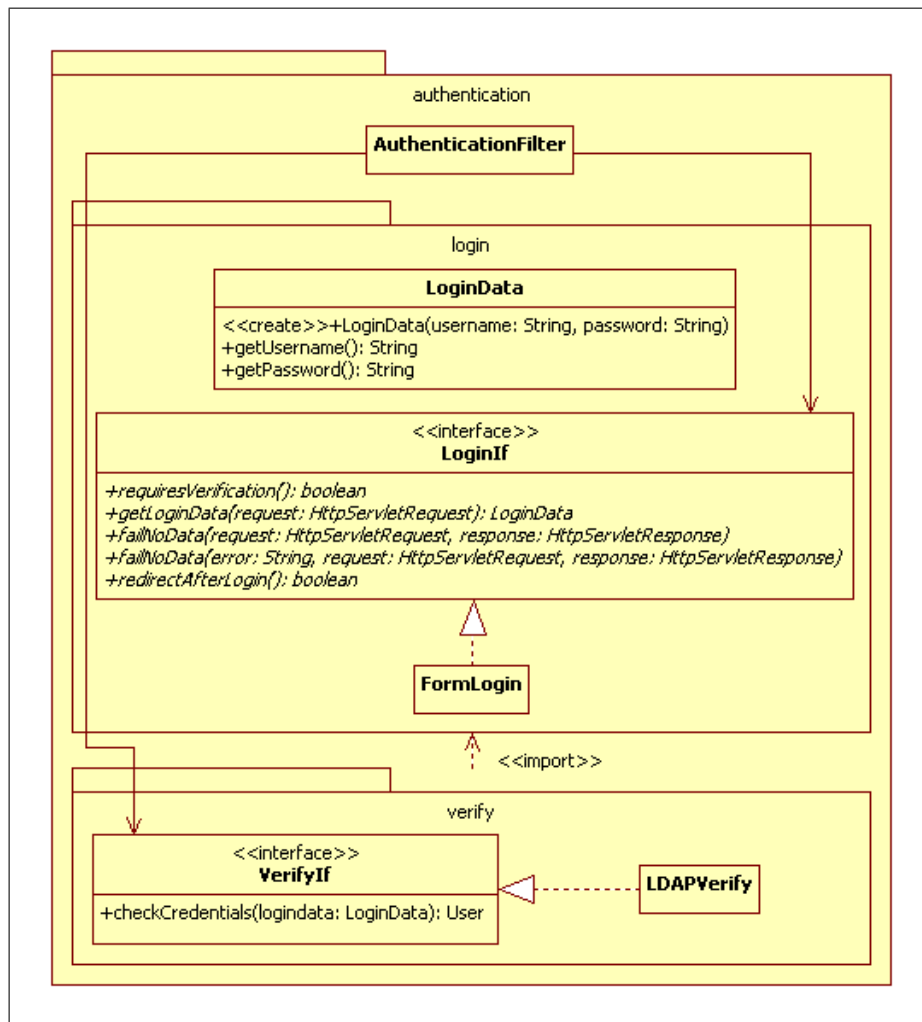 authentication
AuthenticationFilter
login
LoginData
<<create>>+LoginData(username: String, password: String)
+getUsername(): String
+getPassword(): String
<<interface>>
LoginIf
+requiresVerification(): boolean
+getLoginData(request: HttpServletRequest): LoginData
+failNoData(request: HttpServletRequest, response: HttpServletResponse)
+failNoData(error: String, request: HttpServletRequest, response: HttpServletResponse)
+redirectAfterLogin(): boolean
FormLogin
<<import>>
verify
<<interface>>
VerifyIf
+checkCredentials(logindata: LoginData): User
LDAPVerify